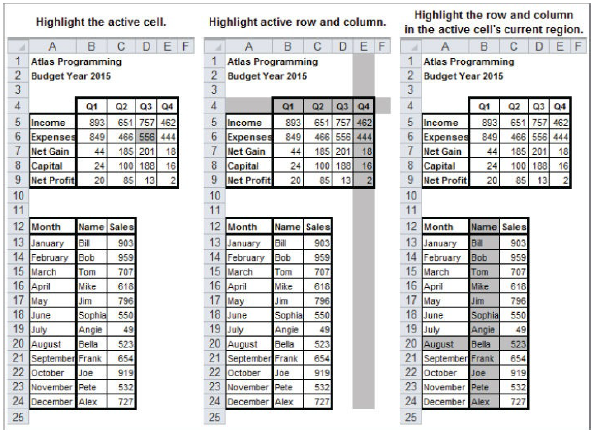 Highlight the active cell.
A B C D E F
1 Atlas Programming
2 Budget Year 2015
3
4 Q1 Q2 Q3 Q4
5 Income 893 651 757 462
6 Expenses 849 466 556 444
7 Net Gain 44 185 201 18
8 Capital 24 100 188 16
9 Net Profit 20 85 13 2
10
11
12 Month Name Sales
13 January Bill 903
14 February Bob 959
15 March Tom 707
16 April Mike 618
17 May Jim 796
18 June Sophia 550
19 July Angie 49
20 August Bella 523
21 September Frank 654
22 October Joe 919
23 November Pete 532
24 December Alex 727
25
Highlight active row and column.
A B C D E F
1 Atlas Programming
2 Budget Year 2015
3
4 Q1 Q2 Q3 Q4
5 Income 893 651 757 462
6 Expenses 849 466 556 444
7 Net Gain 44 185 201 18
8 Capital 24 100 188 16
9 Net Profit 20 85 13 2
10
11
12 Month Name Sales
13 January Bill 903
14 February Bob 959
15 March Tom 707
16 April Mike 618
17 May Jim 796
18 June Sophia 550
19 July Angie 49
20 August Bella 523
21 September Frank 654
22 October Joe 919
23 November Pete 532
24 December Alex 727
25
Highlight the row and column
in the active cell's current region.
A B C D E F
1 Atlas Programming
2 Budget Year 2015
3
4 Q1 Q2 Q3 Q4
5 Income 893 651 757 462
6 Expenses 849 466 556 444
7 Net Gain 44 185 201 18
8 Capital 24 100 188 16
9 Net Profit 20 85 13 2
10
11
12 Month Name Sales
13 January Bill 903
14 February Bob 959
15 March Tom 707
16 April Mike 618
17 May Jim 796
18 June Sophia 550
19 July Angie 49
20 August Bella 523
21 September Frank 654
22 October Joe 919
23 November Pete 532
24 December Alex 727
25